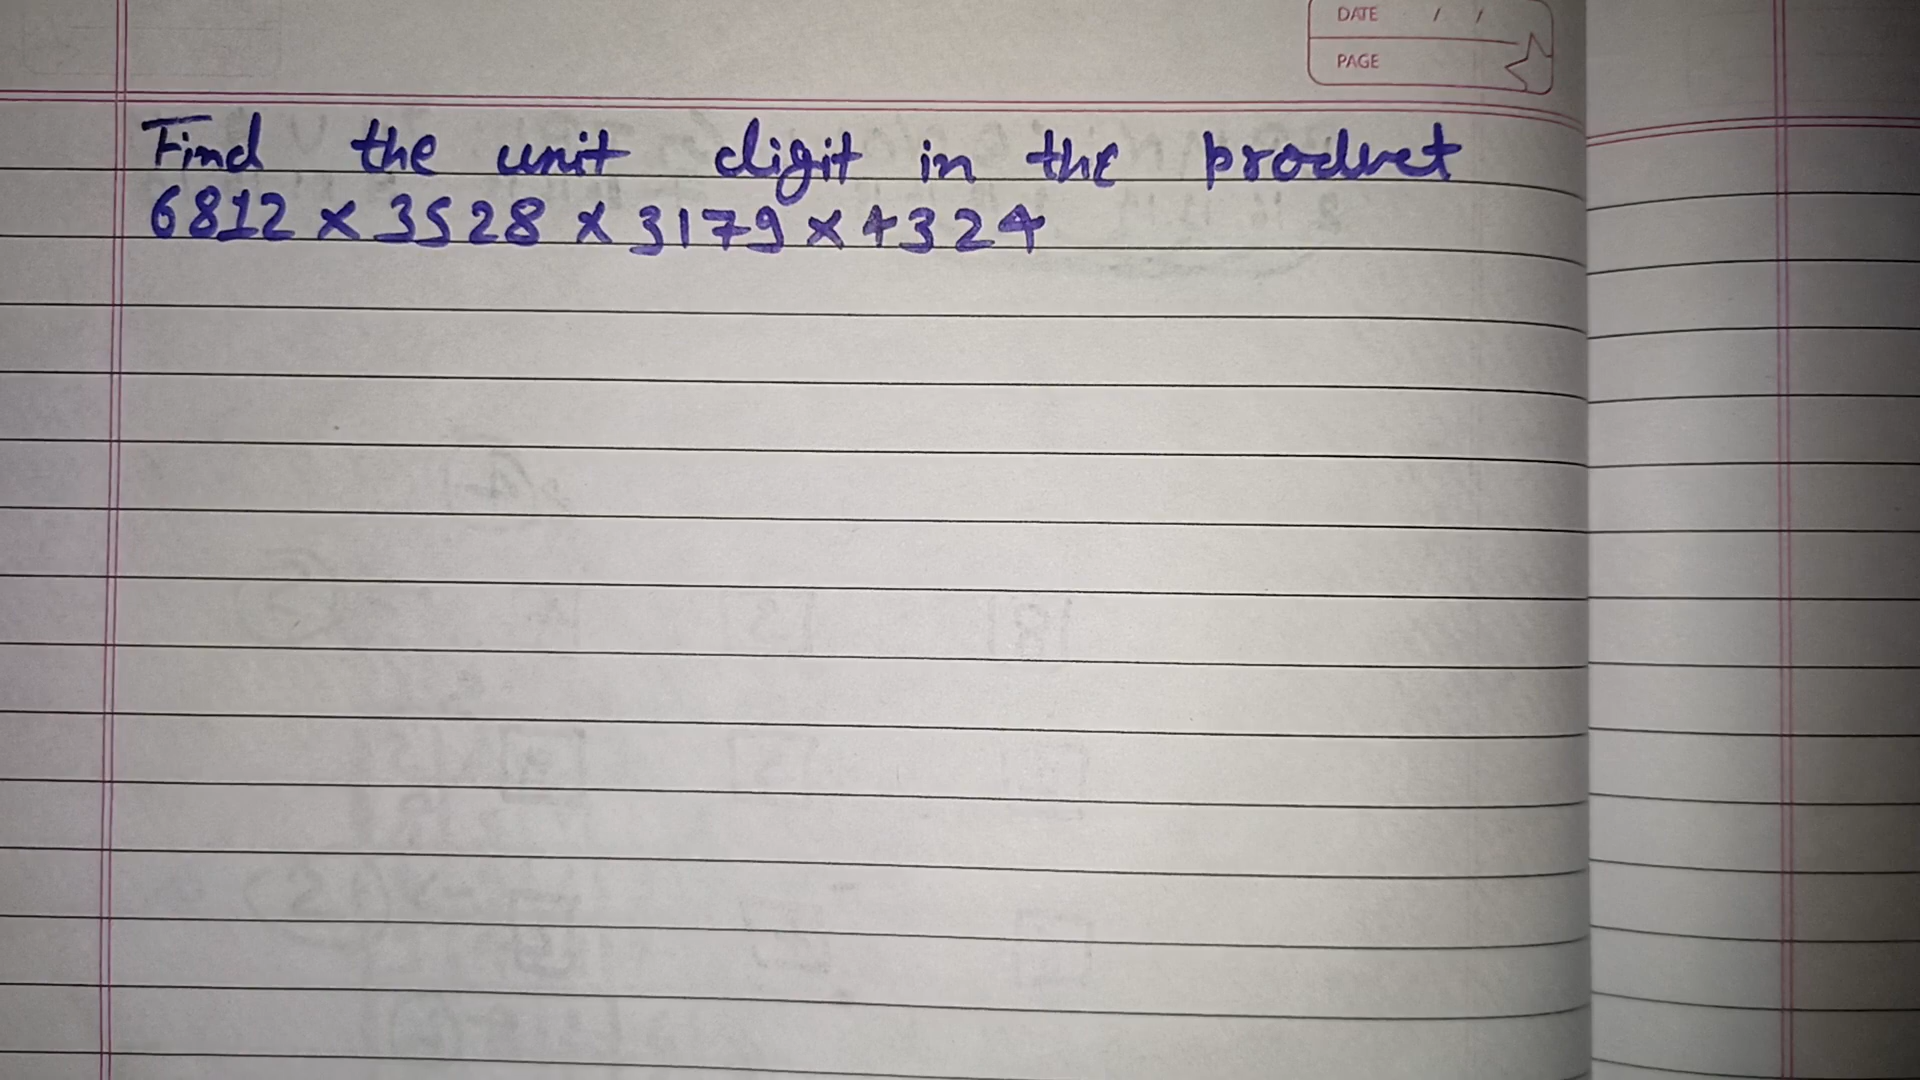 DATE / /
PAGE
Find the unit digit in the product
6812 × 3528 × 3179 × 4324